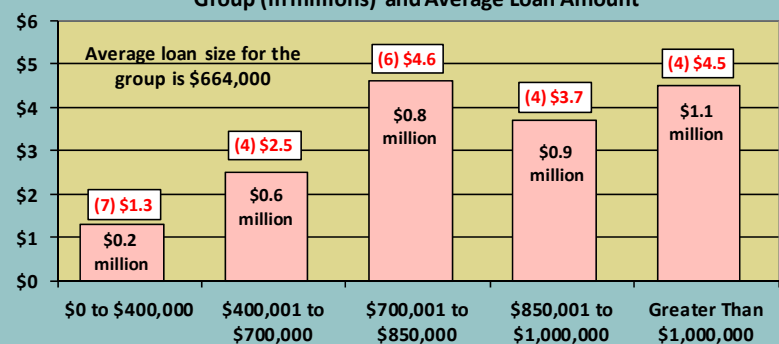 Group (in millions) and Average Loan Amount
$6
$5
$4
$3
$2
$1
$0
Average loan size for the
group is $664,000
(7) $1.3
$0.2
million
(4) $2.5
$0.6
million
(6) $4.6
$0.8
million
(4) $3.7
$0.9
million
(4) $4.5
$1.1
million
$0 to $400,000
$400,001 to
$700,000
$700,001 to
$850,000
$850,001 to
$1,000,000
Greater Than
$1,000,000